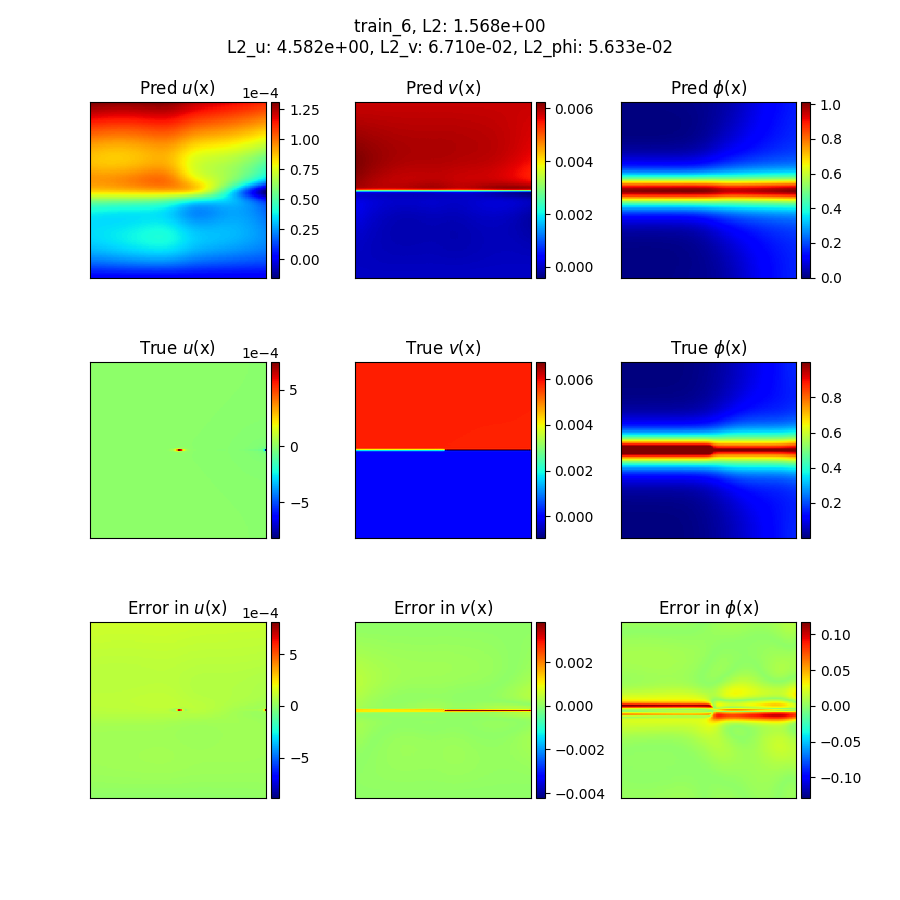 train_6, L2: 1.568e+00
L2_u: 4.582e+00, L2_v: 6.710e-02, L2_phi: 5.633e-02
Pred u(x)
1e−4
1.25
1.00
0.75
0.50
0.25
0.00
Pred v(x)
0.006
0.004
0.002
0.000
Pred ϕ(x)
1.0
0.8
0.6
0.4
0.2
0.0
True u(x)
1e−4
5
0
−5
True v(x)
0.006
0.004
0.002
0.000
True ϕ(x)
0.8
0.6
0.4
0.2
Error in u(x)
1e−4
5
0
−5
Error in v(x)
0.002
0.000
−0.002
−0.004
Error in ϕ(x)
0.10
0.05
0.00
−0.05
−0.10